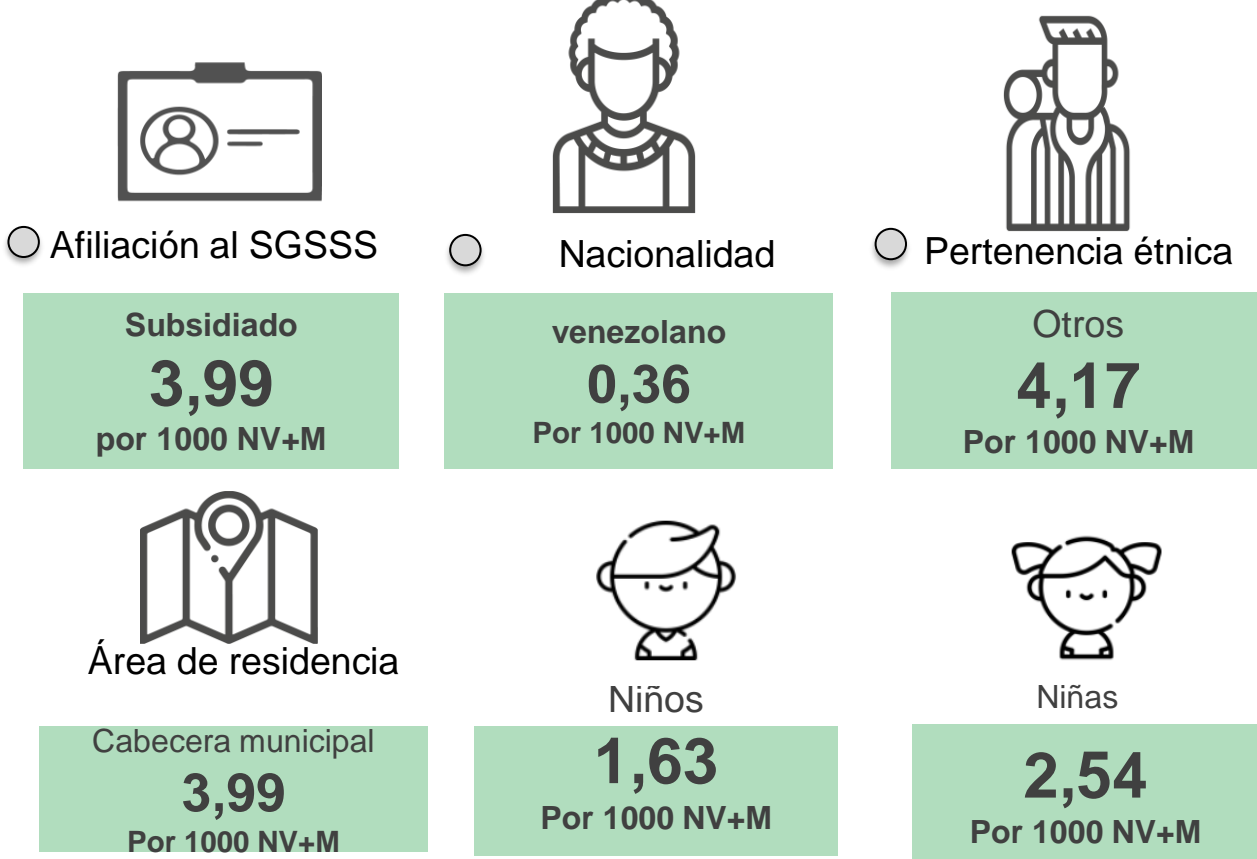 Afiliación al SGSSS
Subsidiado
3,99
por 1000 NV+M
Nacionalidad
venezolano
0,36
Por 1000 NV+M
Pertenencia étnica
Otros
4,17
Por 1000 NV+M
Área de residencia
Cabecera municipal
3,99
Por 1000 NV+M
Niños
1,63
Por 1000 NV+M
Niñas
2,54
Por 1000 NV+M